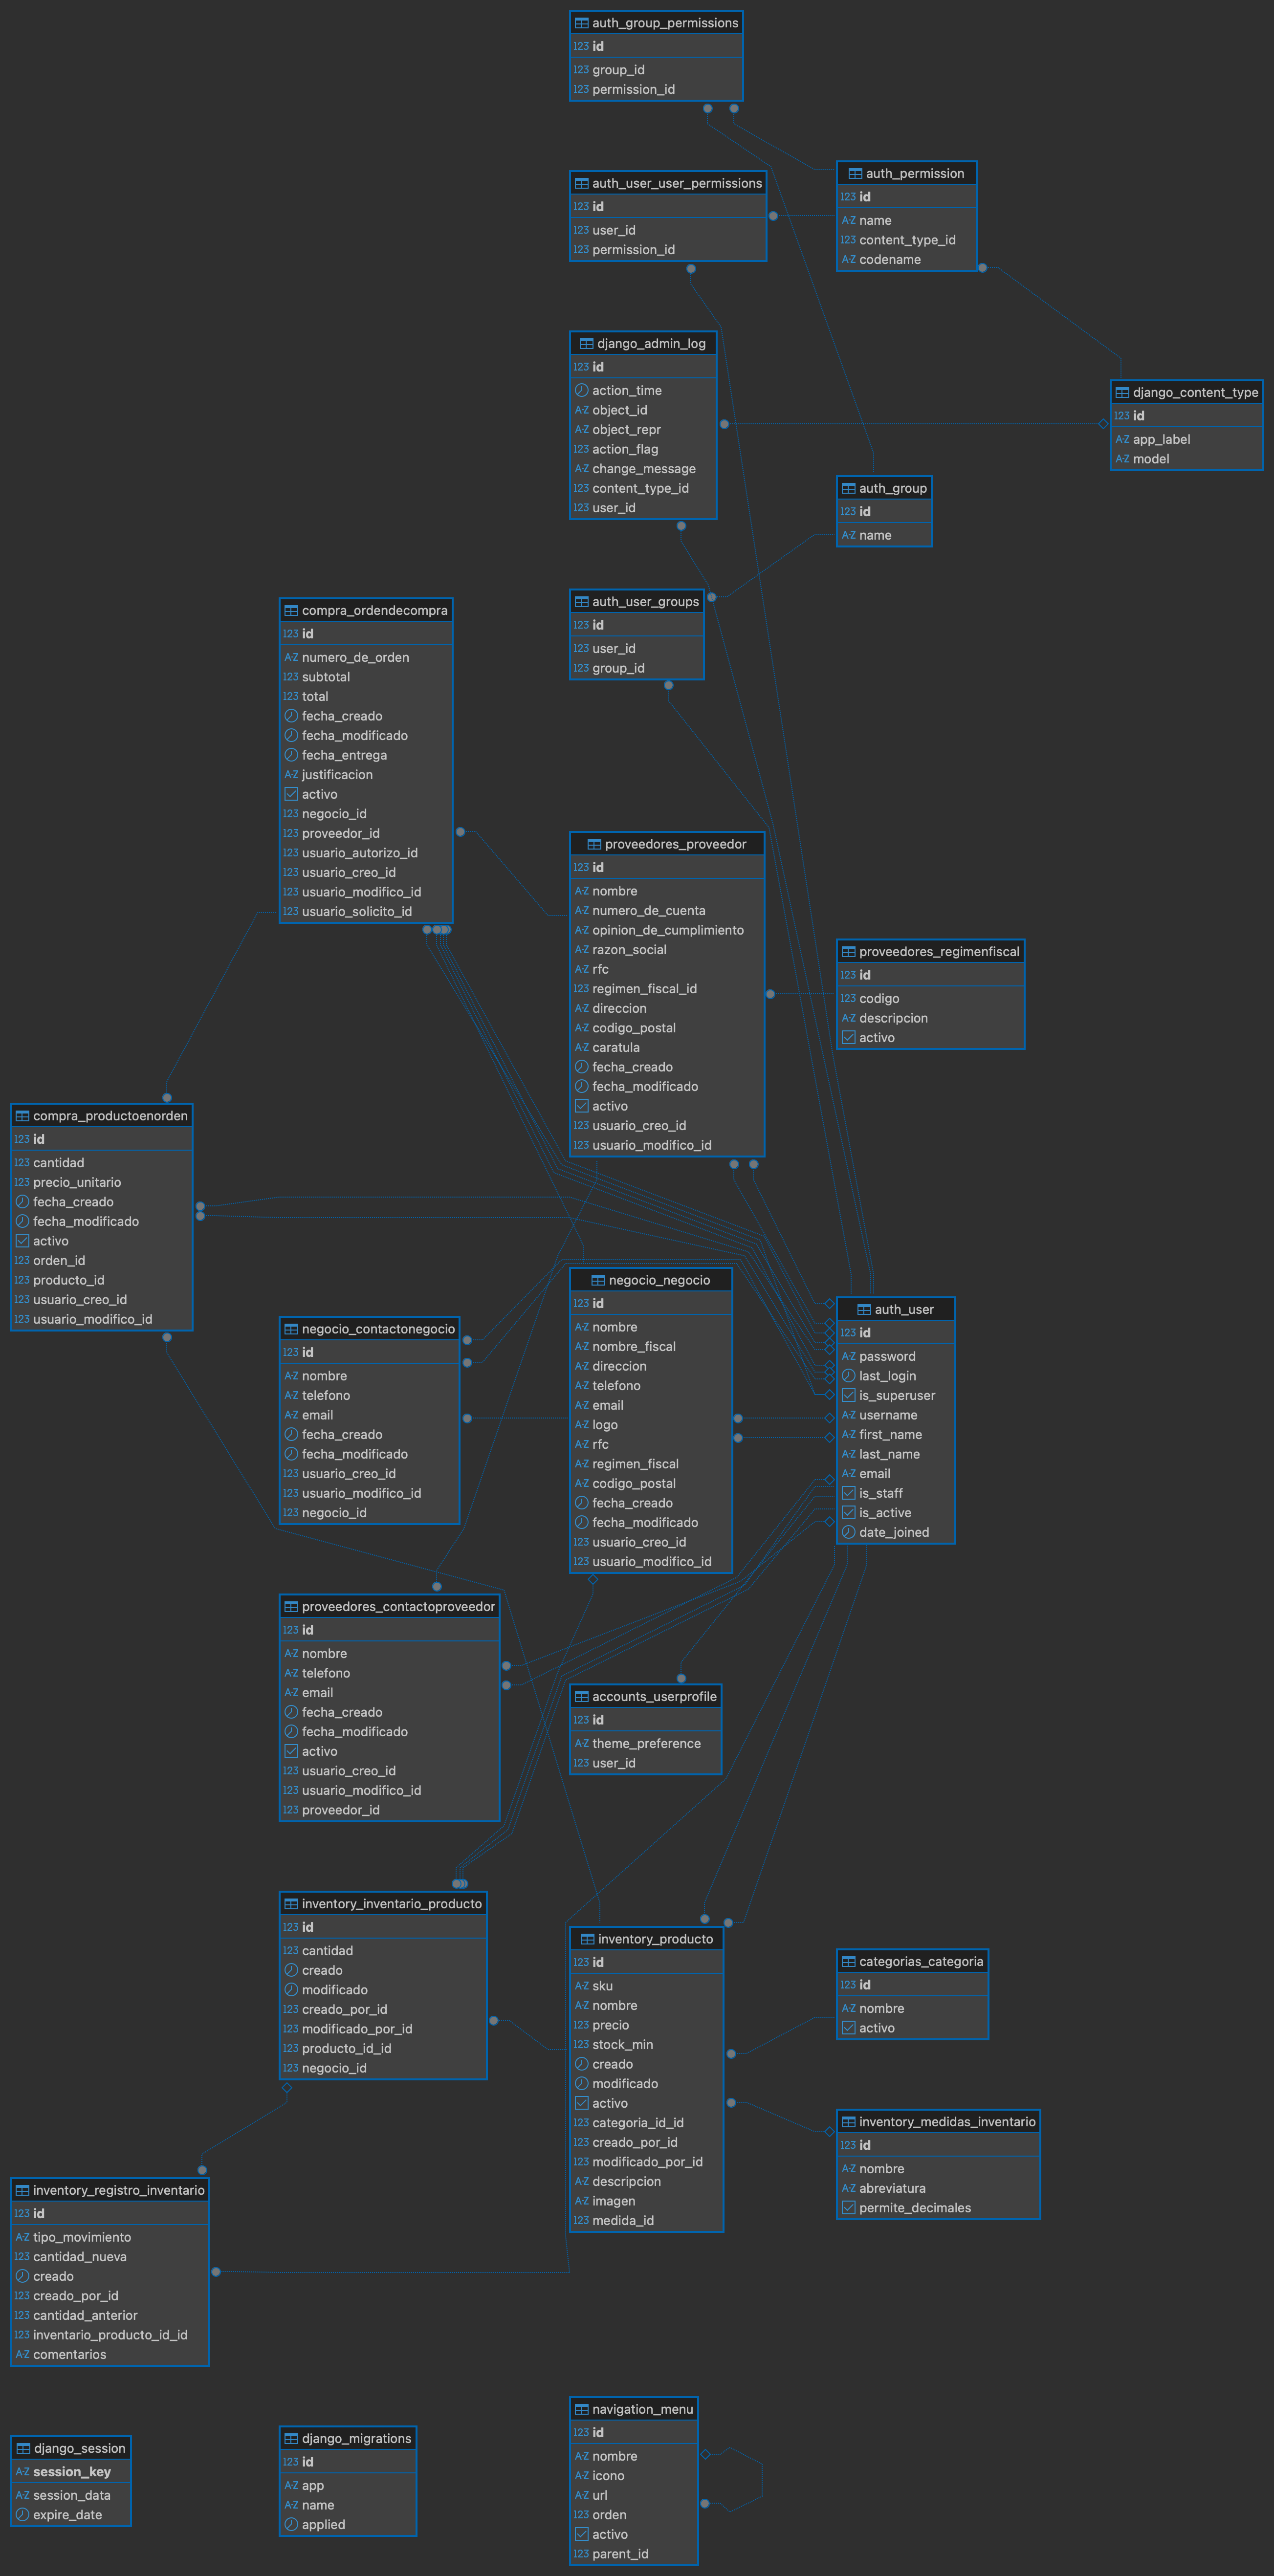 auth_group_permissions
123 id
123 group_id
123 permission_id
auth_user_user_permissions
123 id
123 user_id
123 permission_id
auth_permission
123 id
A-Z name
123 content_type_id
A-Z codename
django_admin_log
123 id
action_time
A-Z object_id
A-Z object_repr
123 action_flag
A-Z change_message
123 content_type_id
123 user_id
django_content_type
123 id
A-Z app_label
A-Z model
auth_group
123 id
A-Z name
auth_user_groups
123 id
123 user_id
123 group_id
compra_ordendecompra
123 id
A-Z numero_de_orden
123 subtotal
123 total
fecha_creado
fecha_modificado
fecha_entrega
A-Z justificacion
activo
123 negocio_id
123 proveedor_id
123 usuario_autorizo_id
123 usuario_creo_id
123 usuario_modifico_id
123 usuario_solicito_id
proveedores_proveedor
123 id
A-Z nombre
A-Z numero_de_cuenta
A-Z opinion_de_cumplimiento
A-Z razon_social
A-Z rfc
123 regimen_fiscal_id
A-Z direccion
A-Z codigo_postal
A-Z caratula
fecha_creado
fecha_modificado
activo
123 usuario_creo_id
123 usuario_modifico_id
proveedores_regimenfiscal
123 id
123 codigo
A-Z descripcion
activo
compra_productoenorden
123 id
123 cantidad
123 precio_unitario
fecha_creado
fecha_modificado
activo
123 orden_id
123 producto_id
123 usuario_creo_id
123 usuario_modifico_id
negocio_contactonegocio
123 id
A-Z nombre
A-Z telefono
A-Z email
fecha_creado
fecha_modificado
123 usuario_creo_id
123 usuario_modifico_id
123 negocio_id
negocio_negocio
123 id
A-Z nombre
A-Z nombre_fiscal
A-Z direccion
A-Z telefono
A-Z email
A-Z logo
A-Z rfc
A-Z regimen_fiscal
A-Z codigo_postal
fecha_creado
fecha_modificado
123 usuario_creo_id
123 usuario_modifico_id
auth_user
123 id
A-Z password
last_login
is_superuser
A-Z username
A-Z first_name
A-Z last_name
A-Z email
is_staff
is_active
date_joined
proveedores_contactoproveedor
123 id
A-Z nombre
A-Z telefono
A-Z email
fecha_creado
fecha_modificado
activo
123 usuario_creo_id
123 usuario_modifico_id
123 proveedor_id
accounts_userprofile
123 id
A-Z theme_preference
123 user_id
inventory_inventario_producto
123 id
123 cantidad
creado
modificado
123 creado_por_id
123 modificado_por_id
123 producto_id_id
123 negocio_id
inventory_producto
123 id
A-Z sku
A-Z nombre
123 precio
123 stock_min
creado
modificado
activo
123 categoria_id_id
123 creado_por_id
123 modificado_por_id
A-Z descripcion
A-Z imagen
123 medida_id
categorias_categoria
123 id
A-Z nombre
activo
inventory_medidas_inventario
123 id
A-Z nombre
A-Z abreviatura
permite_decimales
inventory_registro_inventario
123 id
A-Z tipo_movimiento
123 cantidad_nueva
creado
123 creado_por_id
123 cantidad_anterior
123 inventario_producto_id_id
A-Z comentarios
django_session
A-Z session_key
A-Z session_data
expire_date
django_migrations
123 id
A-Z app
A-Z name
applied
navigation_menu
123 id
A-Z nombre
A-Z icono
A-Z url
123 orden
activo
123 parent_id